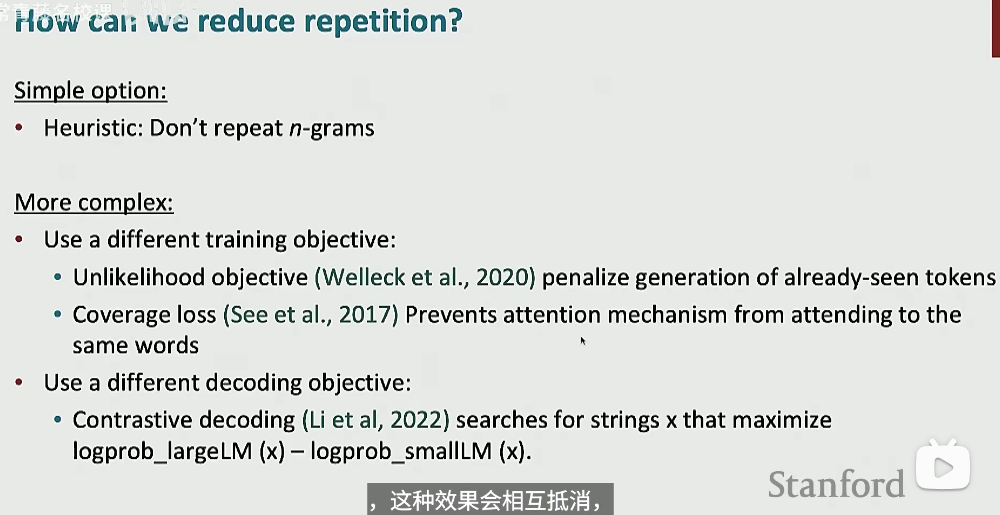 How can we reduce repetition?
Simple option:
• Heuristic: Don't repeat n-grams
More complex:
• Use a different training objective:
• Unlikelihood objective (Welleck et al., 2020) penalize generation of already-seen tokens
• Coverage loss (See et al., 2017) Prevents attention mechanism from attending to the
same words
• Use a different decoding objective:
• Contrastive decoding (Li et al, 2022) searches for strings x that maximize
logprob_largeLM (x) – logprob_smallLM (x).
Stanford
，这种效果会相互抵消，